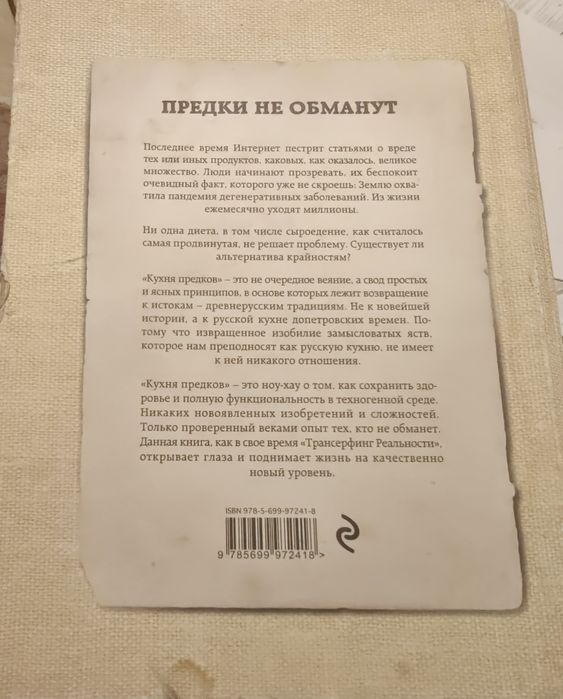 ПРЕДКИ НЕ ОБМАНУТ
Последнее время Интернет пестрит статьями о вреде
тех или иных продуктов, каковых, как оказалось, великое
множество. Люди начинают прозревать, их беспокоит
очевидный факт, которого уже не скроешь: Землю охва-
тила пандемия дегенеративных заболеваний. Из жизни
ежемесячно уходят миллионы.
Ни одна диета, в том числе сыроедение, как считалось
самая продвинутая, не решает проблему. Существует ли
альтернатива крайностям?
«Кухня предков» – это не очередное веяние, а свод простых
и ясных принципов, в основе которых лежит возвращение
к истокам – древнерусским традициям. Не к новейшей
истории, а к русской кухне допетровских времен. По-
тому что извращенное изобилие замысловатых яств,
которое нам преподносят как русскую кухню, не имеет
к ней никакого отношения.
«Кухня предков» – это ноу-хау о том, как сохранить здо-
ровье и полную функциональность в техногенной среде.
Никаких новоявленных изобретений и сложностей.
Только проверенный веками опыт тех, кто не обманет.
Данная книга, как в свое время «Трансерфинг Реальности»,
открывает глаза и поднимает жизнь на качественно
новый уровень.
ISBN 978-5-699-97241-8
9 785699 972418 >